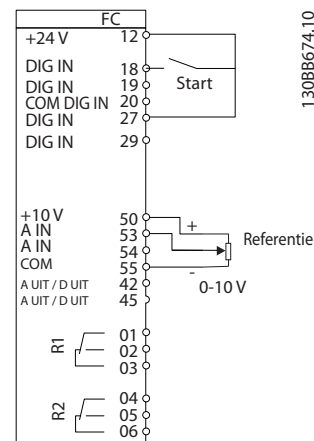 FC
+24 V 12
DIG IN 18
DIG IN 19
COM DIG IN 20
DIG IN 27
DIG IN 29
Start
130BB674.10
+10 V 50
A IN 53
A IN 54
COM 55
A UIT / D UIT 42
A UIT / D UIT 45
+
Referentie
-
0-10 V
R1
01
02
03
R2
04
05
06